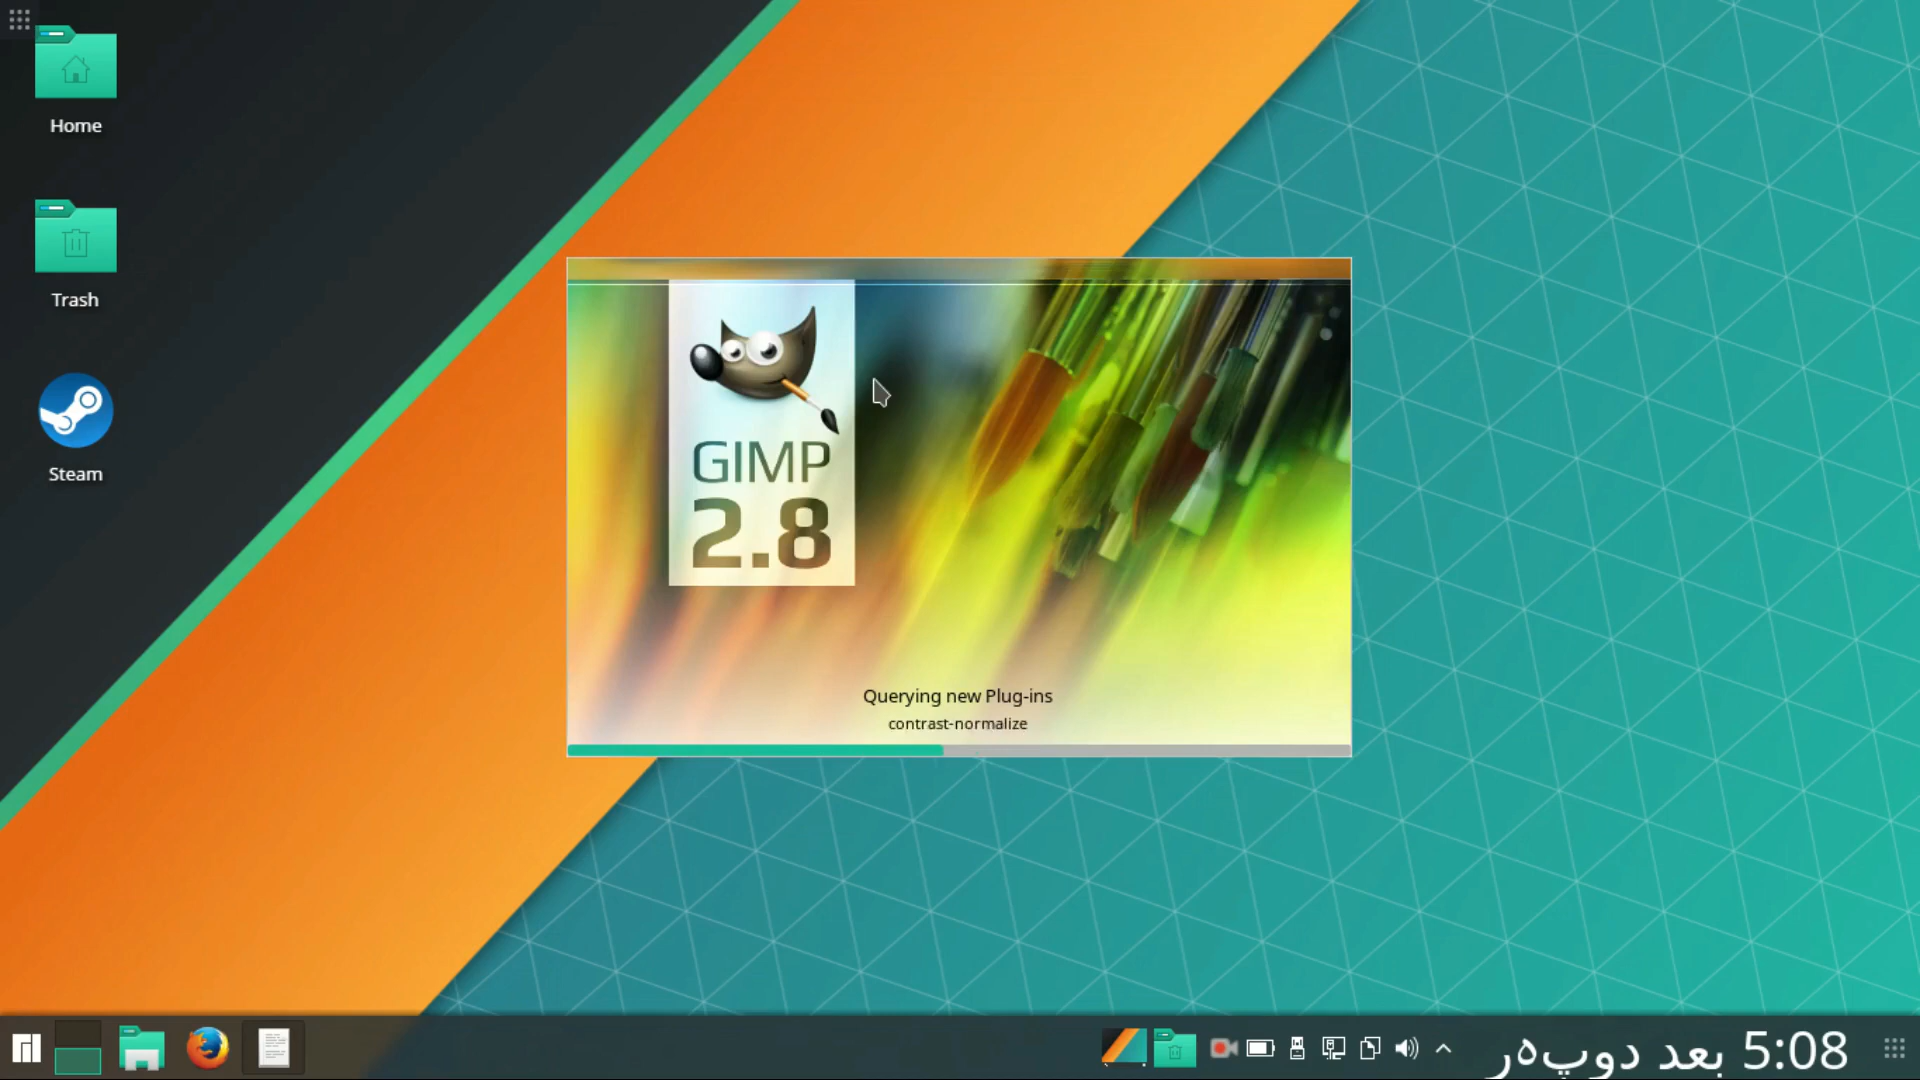 Home
Trash
Steam
GIMP
2.8
Querying new Plug-ins
contrast-normalize
5:08 بعد دوپہر